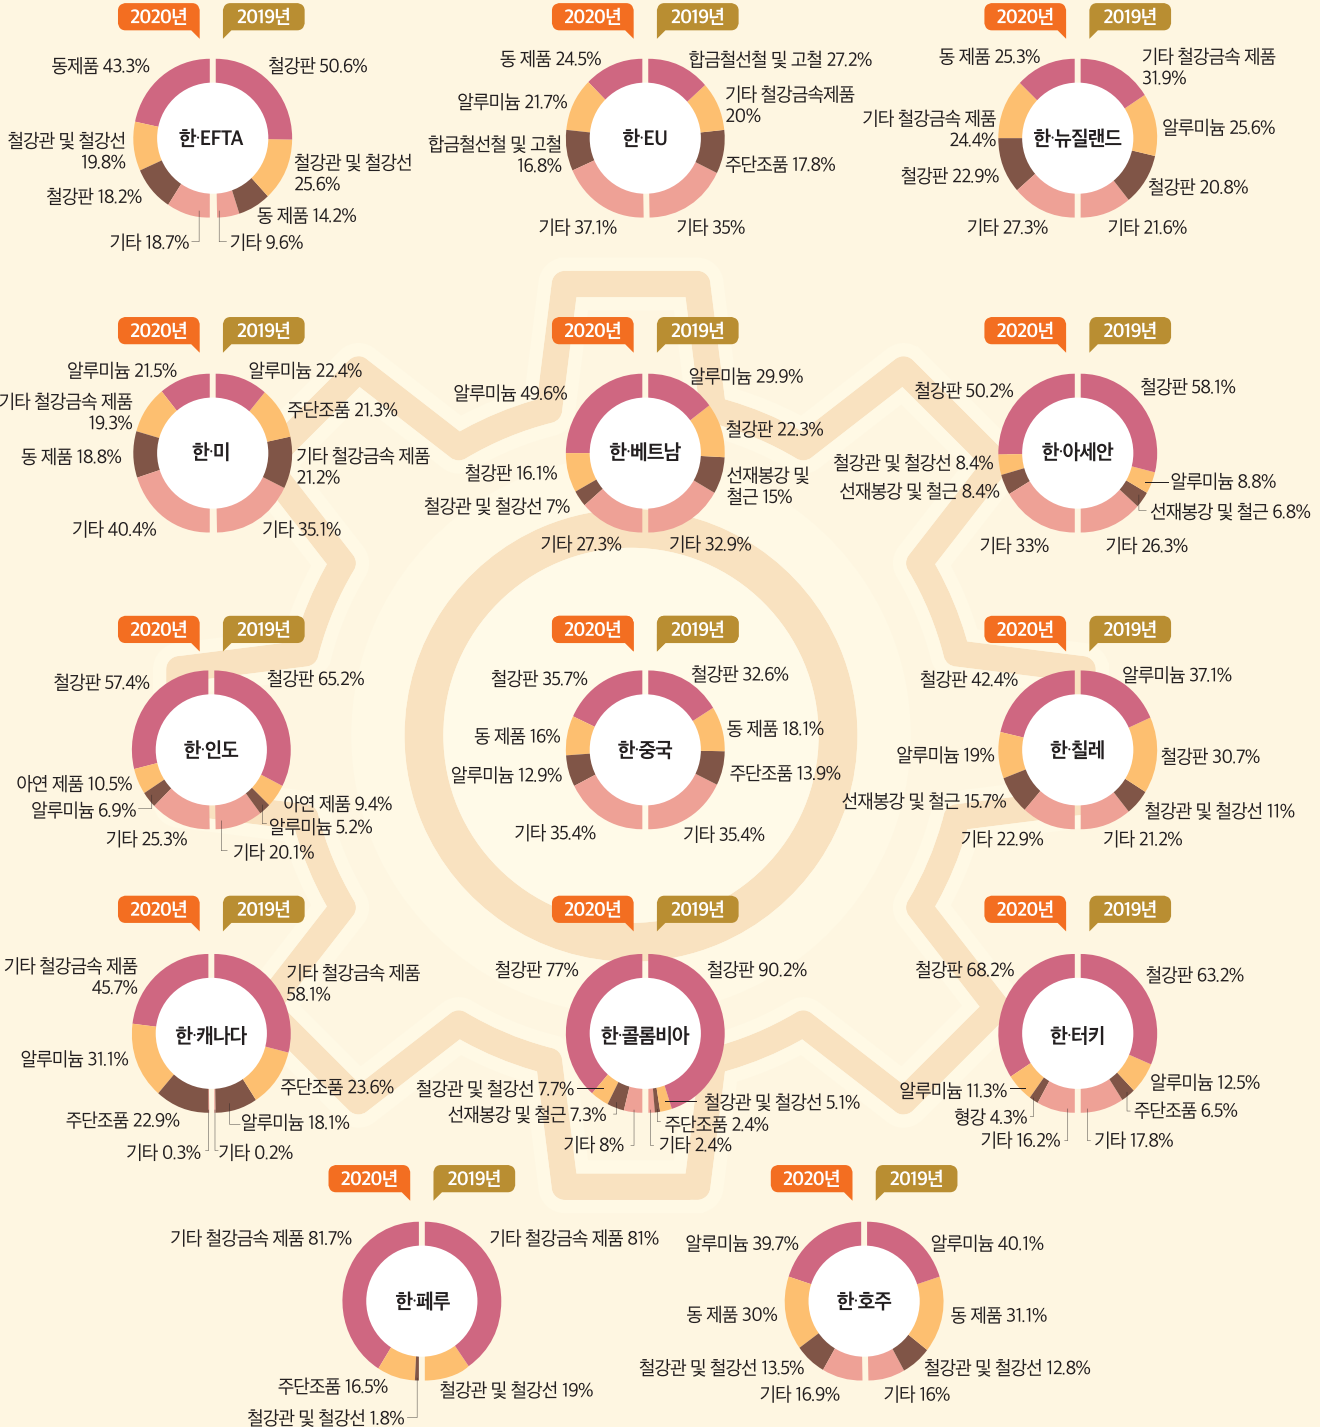 2020년
2019년
동제품 43.3%
철강관 및 철강선
19.8%
철강판 18.2%
기타 18.7%
한·EFTA
철강판 50.6%
철강관 및 철강선
25.6%
동 제품 14.2%
기타 9.6%
2020년
2019년
동 제품 24.5%
알루미늄 21.7%
합금철선철 및 고철
16.8%
기타 37.1%
한·EU
합금철선철 및 고철 27.2%
기타 철강금속제품
20%
주단조품 17.8%
기타 35%
2020년
2019년
동 제품 25.3%
기타 철강금속 제품
24.4%
철강판 22.9%
기타 27.3%
한·뉴질랜드
기타 철강금속 제품
31.9%
알루미늄 25.6%
철강판 20.8%
기타 21.6%
2020년
2019년
알루미늄 21.5%
기타 철강금속 제품
19.3%
동 제품 18.8%
기타 40.4%
한·미
알루미늄 22.4%
주단조품 21.3%
기타 철강금속 제품
21.2%
기타 35.1%
2020년
2019년
알루미늄 49.6%
철강판 16.1%
철강관 및 철강선 7%
기타 27.3%
한·베트남
알루미늄 29.9%
철강판 22.3%
선재봉강 및
철근 15%
기타 32.9%
2020년
2019년
철강판 50.2%
철강관 및 철강선 8.4%
선재봉강 및 철근 8.4%
기타 33%
한·아세안
철강판 58.1%
알루미늄 8.8%
선재봉강 및 철근 6.8%
기타 26.3%
2020년
2019년
철강판 57.4%
아연 제품 10.5%
알루미늄 6.9%
기타 25.3%
한·인도
철강판 65.2%
아연 제품 9.4%
알루미늄 5.2%
기타 20.1%
2020년
2019년
철강판 35.7%
동 제품 16%
알루미늄 12.9%
기타 35.4%
한·중국
철강판 32.6%
동 제품 18.1%
주단조품 13.9%
기타 35.4%
2020년
2019년
철강판 42.4%
알루미늄 19%
선재봉강 및 철근 15.7%
기타 22.9%
한·칠레
알루미늄 37.1%
철강판 30.7%
철강관 및 철강선 11%
기타 21.2%
2020년
2019년
기타 철강금속 제품
45.7%
알루미늄 31.1%
주단조품 22.9%
기타 0.3%
한·캐나다
기타 철강금속 제품
58.1%
주단조품 23.6%
알루미늄 18.1%
기타 0.2%
2020년
2019년
철강판 77%
철강관 및 철강선 7.7%
선재봉강 및 철근 7.3%
기타 8%
한·콜롬비아
철강판 90.2%
철강관 및 철강선 5.1%
주단조품 2.4%
기타 2.4%
2020년
2019년
철강판 68.2%
알루미늄 11.3%
형강 4.3%
기타 16.2%
한·터키
철강판 63.2%
알루미늄 12.5%
주단조품 6.5%
기타 17.8%
2020년
2019년
기타 철강금속 제품 81.7%
주단조품 16.5%
철강관 및 철강선 1.8%
한·페루
기타 철강금속 제품 81%
철강관 및 철강선 19%
2020년
2019년
알루미늄 39.7%
동 제품 30%
철강관 및 철강선 13.5%
기타 16.9%
한·호주
알루미늄 40.1%
동 제품 31.1%
철강관 및 철강선 12.8%
기타 16%